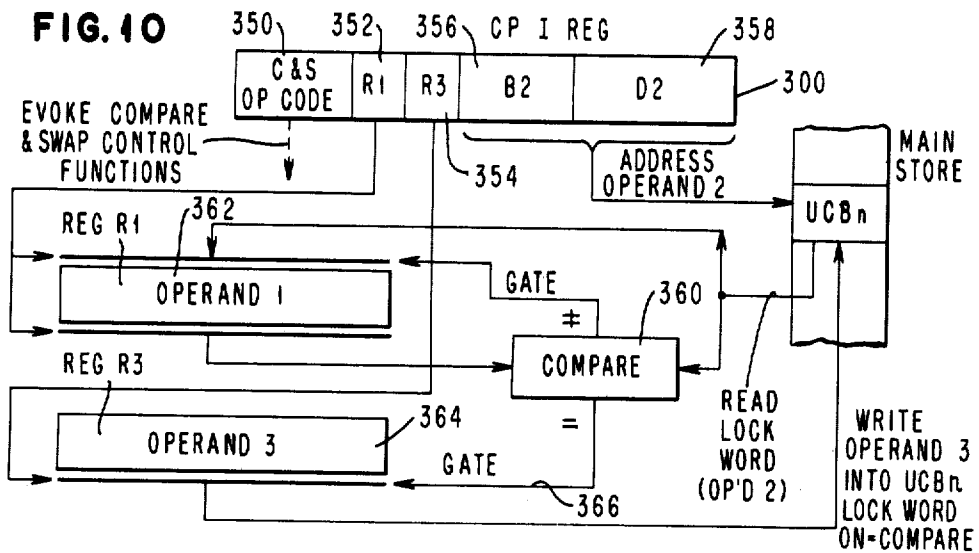 FIG. 10
350
352
356
CP I REG
358
C & S
OP CODE
R1
R3
B2
D2
300
EVOKE COMPARE
& SWAP CONTROL
FUNCTIONS
354
ADDRESS
OPERAND 2
MAIN
STORE
UCBn
362
REG R1
OPERAND 1
GATE
≠
360
COMPARE
=
REG R3
OPERAND 3
364
GATE
366
READ
LOCK
WORD
(OP'D 2)
WRITE
OPERAND 3
INTO UCBn
LOCK WORD
ON=COMPARE